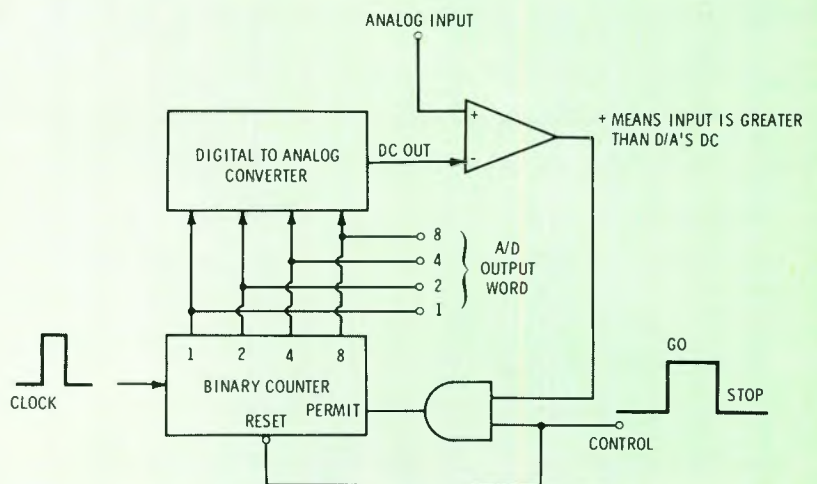 ANALOG INPUT
+
-
+ MEANS INPUT IS GREATER
THAN D/A'S DC
DIGITAL TO ANALOG
CONVERTER
DC OUT
8
4
2
1
A/D
OUTPUT
WORD
1 2 4 8
BINARY COUNTER
RESET
PERMIT
CLOCK
GO
STOP
CONTROL